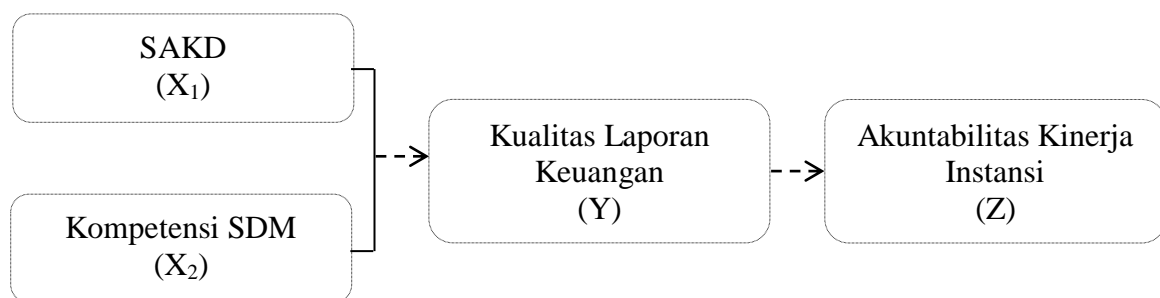 SAKD
(X₁)
Kompetensi SDM
(X₂)
Kualitas Laporan
Keuangan
(Y)
Akuntabilitas Kinerja
Instansi
(Z)